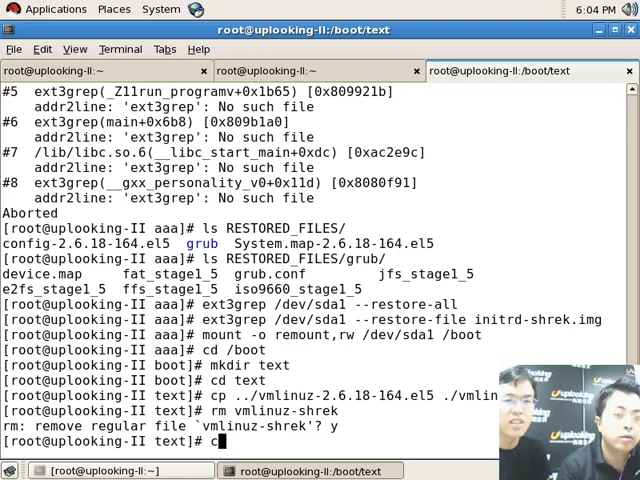 Applications Places System 6:04 PM
root@uplooking-II:/boot/text
File Edit View Terminal Tabs Help
root@uplooking-II:~ root@uplooking-II:~ root@uplooking-II:/boot/text
#5 ext3grep(_Z11run_programv+0x1b65) [0x809921b]
addr2line: 'ext3grep': No such file
#6 ext3grep(main+0x6b8) [0x809b1a0]
addr2line: 'ext3grep': No such file
#7 /lib/libc.so.6(__libc_start_main+0xdc) [0xac2e9c]
addr2line: 'ext3grep': No such file
#8 ext3grep(__gxx_personality_v0+0x11d) [0x8080f91]
addr2line: 'ext3grep': No such file
Aborted
[root@uplooking-II aaa]# ls RESTORED_FILES/
config-2.6.18-164.el5 grub System.map-2.6.18-164.el5
[root@uplooking-II aaa]# ls RESTORED_FILES/grub/
device.map fat_stage1_5 grub.conf jfs_stage1_5
e2fs_stage1_5 ffs_stage1_5 iso9660_stage1_5
[root@uplooking-II aaa]# ext3grep /dev/sda1 --restore-all
[root@uplooking-II aaa]# ext3grep /dev/sda1 --restore-file initrd-shrek.img
[root@uplooking-II aaa]# mount -o remount,rw /dev/sda1 /boot
[root@uplooking-II aaa]# cd /boot
[root@uplooking-II boot]# mkdir text
[root@uplooking-II boot]# cd text
[root@uplooking-II text]# cp ../vmlinuz-2.6.18-164.el5 ./vmlin
[root@uplooking-II text]# rm vmlinuz-shrek
rm: remove regular file `vmlinuz-shrek'? y
[root@uplooking-II text]# c
[root@uplooking-II:~] root@uplooking-II:/boot/text